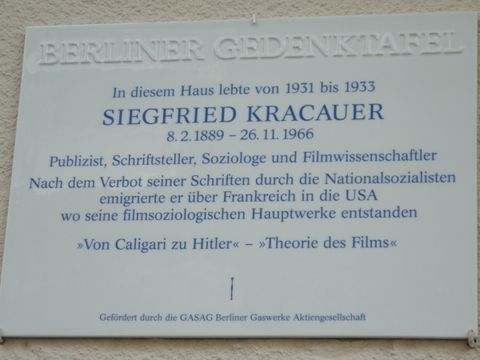 BERLINER GEDENKTAFEL
In diesem Haus lebte von 1931 bis 1933
SIEGFRIED KRACAUER
8.2.1889 – 26.11.1966
Publizist, Schriftsteller, Soziologe und Filmwissenschaftler
Nach dem Verbot seiner Schriften durch die Nationalsozialisten
emigrierte er über Frankreich in die USA
wo seine filmsoziologischen Hauptwerke entstanden
»Von Caligari zu Hitler« – »Theorie des Films«
Gefördert durch die GASAG Berliner Gaswerke Aktiengesellschaft